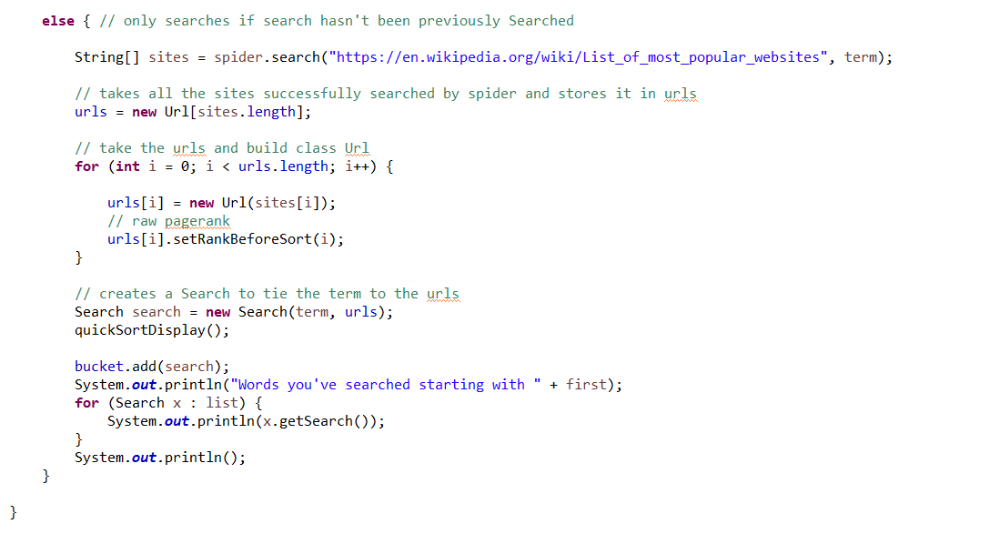 else { // only searches if search hasn't been previously Searched
String[] sites = spider.search("https://en.wikipedia.org/wiki/List_of_most_popular_websites", term);
// takes all the sites successfully searched by spider and stores it in urls
urls = new Url[sites.length];
// take the urls and build class Url
for (int i = 0; i < urls.length; i++) {
urls[i] = new Url(sites[i]);
// raw pagerank
urls[i].setRankBeforeSort(i);
}
// creates a Search to tie the term to the urls
Search search = new Search(term, urls);
quickSortDisplay();
bucket.add(search);
System.out.println("Words you've searched starting with " + first);
for (Search x : list) {
System.out.println(x.getSearch());
}
System.out.println();
}
}